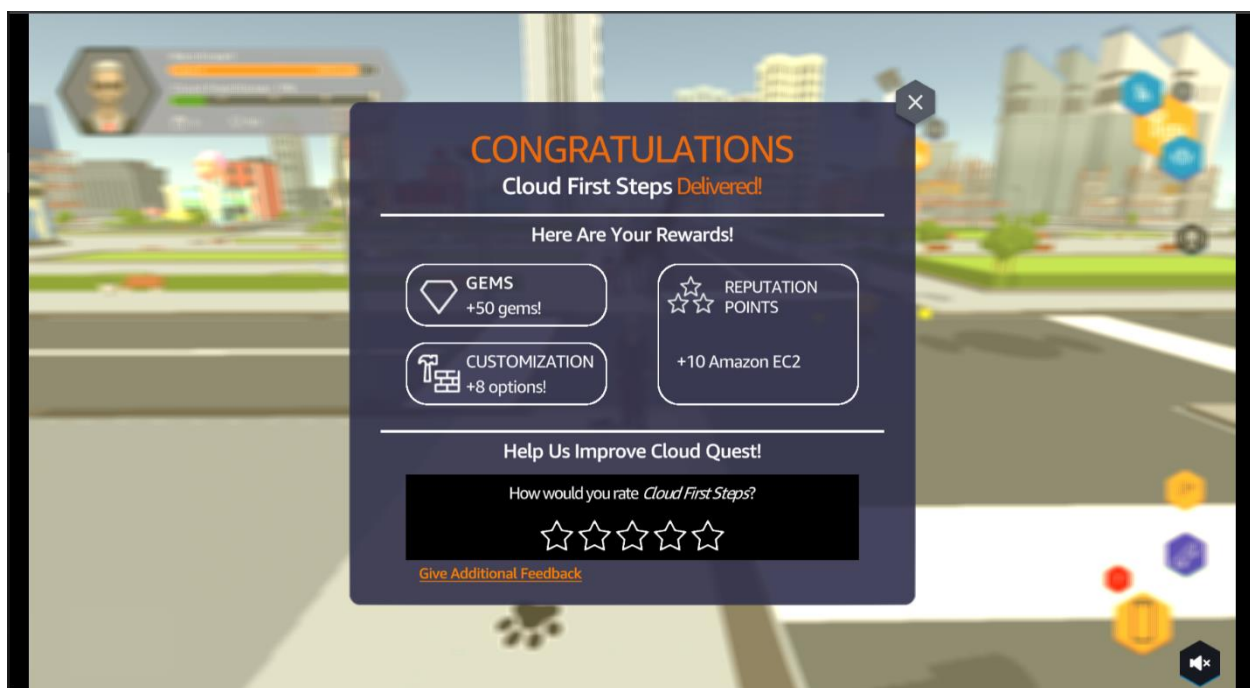 CONGRATULATIONS
Cloud First Steps Delivered!
Here Are Your Rewards!
GEMS
+50 gems!
CUSTOMIZATION
+8 options!
REPUTATION
POINTS
+10 Amazon EC2
Help Us Improve Cloud Quest!
How would you rate Cloud First Steps?
Give Additional Feedback